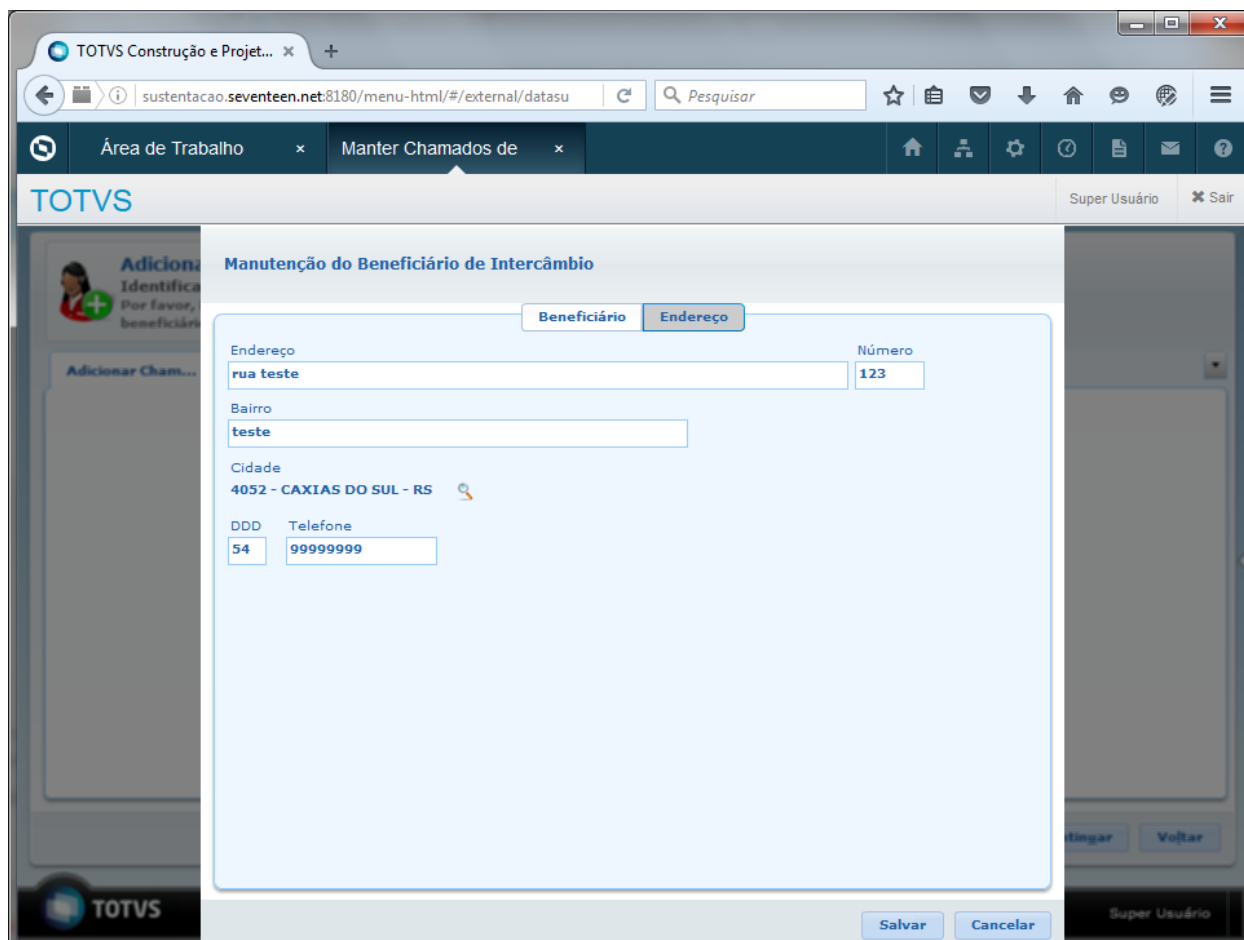 TOTVS Construção e Projet...
sustentacao.seventeen.net:8180/menu-html/#/external/datasu
Pesquisar
Área de Trabalho
Manter Chamados de
TOTVS
Super Usuário
Sair
Adiciona
Identifica
Por favor,
beneficiári
Adicionar Cham...
Manutenção do Beneficiário de Intercâmbio
Beneficiário Endereço
Endereço Número
rua teste 123
Bairro
teste
Cidade
4052 - CAXIAS DO SUL - RS
DDD Telefone
54 99999999
Voltar
TOTVS
Super Usuário
Salvar Cancelar